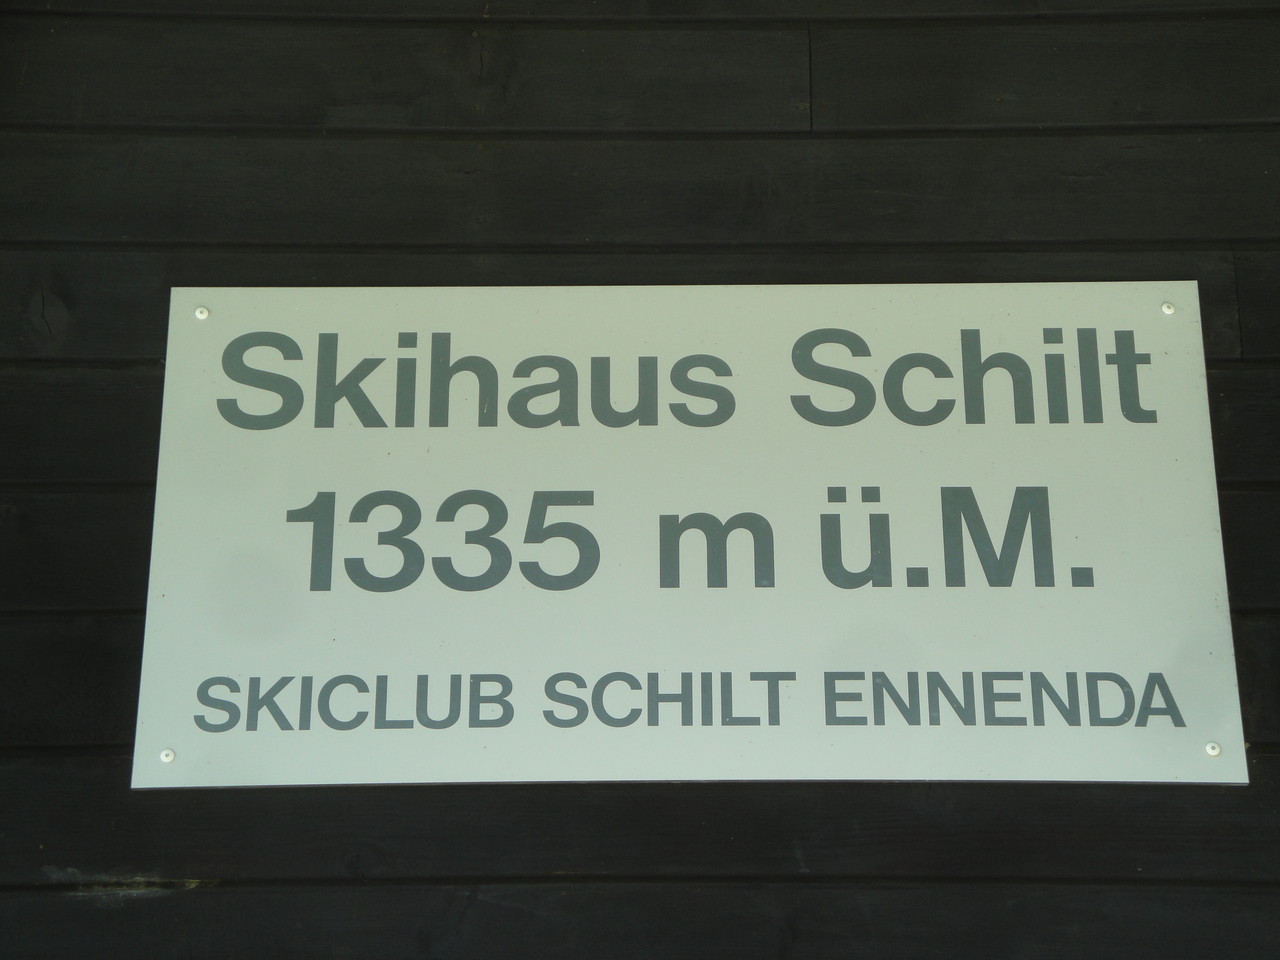 Skihaus Schilt
1335 m ü.M.
SKICLUB SCHILT ENNENDA